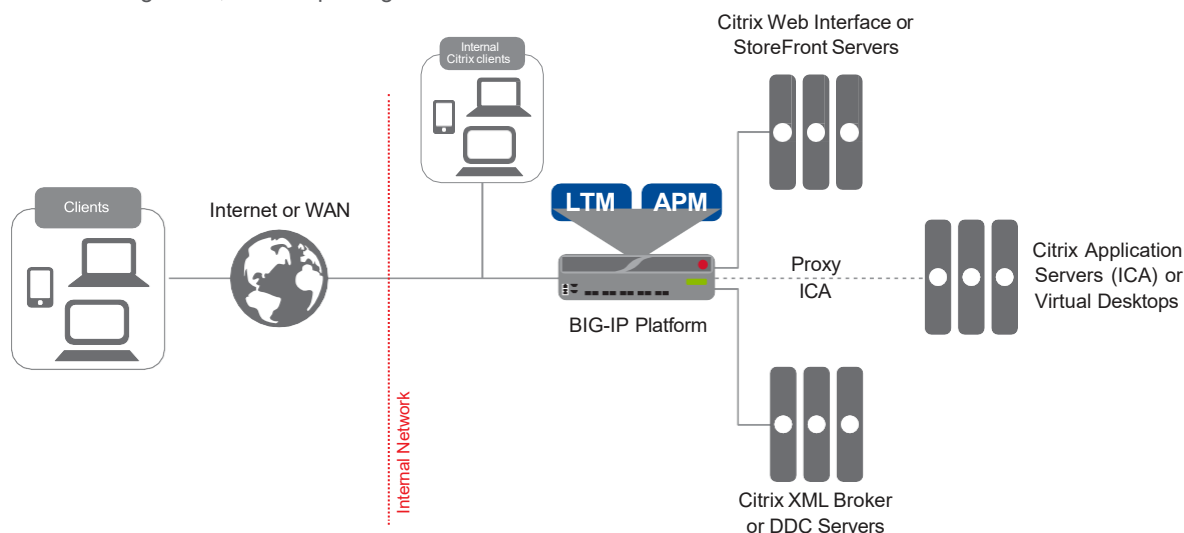 Citrix Web Interface or
StoreFront Servers
Internal
Citrix clients
Clients
Internet or WAN
LTM
APM
BIG-IP Platform
Proxy
ICA
Citrix Application
Servers (ICA) or
Virtual Desktops
Internal Network
Citrix XML Broker
or DDC Servers